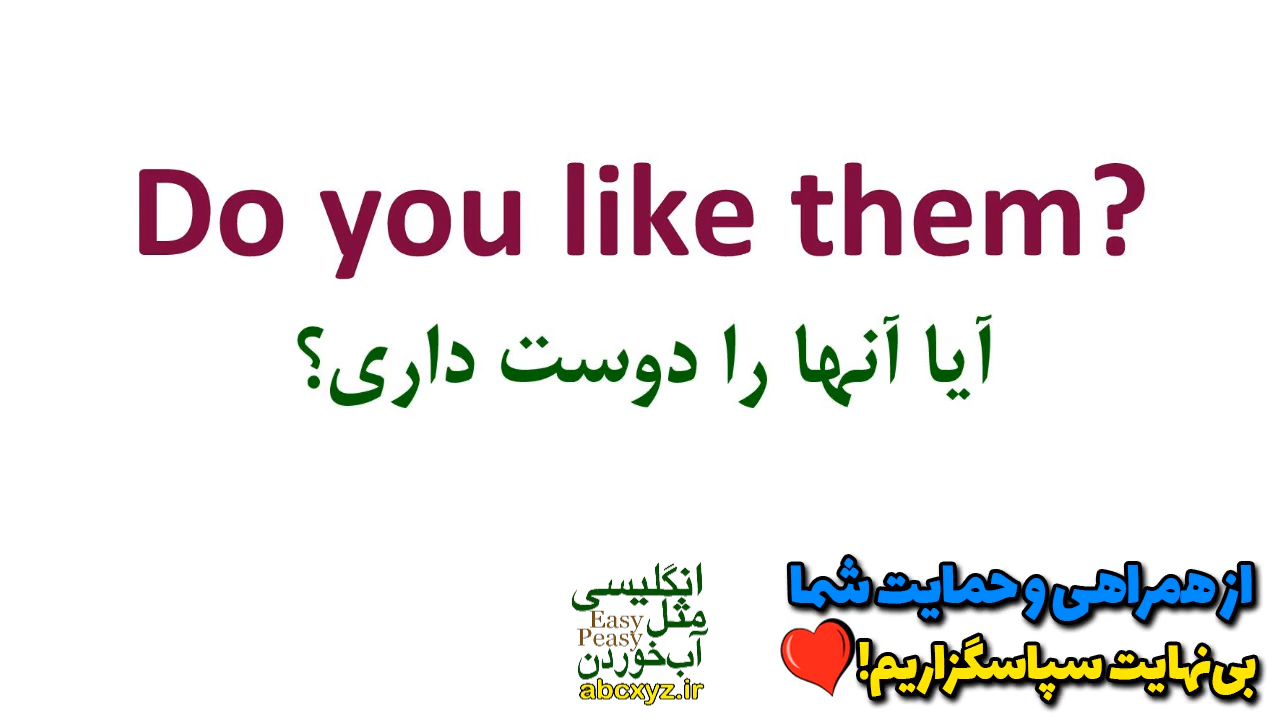 Do you like them?
آیا آنها را دوست داری؟
انگلیسی
مثل
Easy
Peasy
آب‌خوردن
abcxyz.ir
از همراهی و حمایت شما
بی‌نهایت سپاسگزاریم!